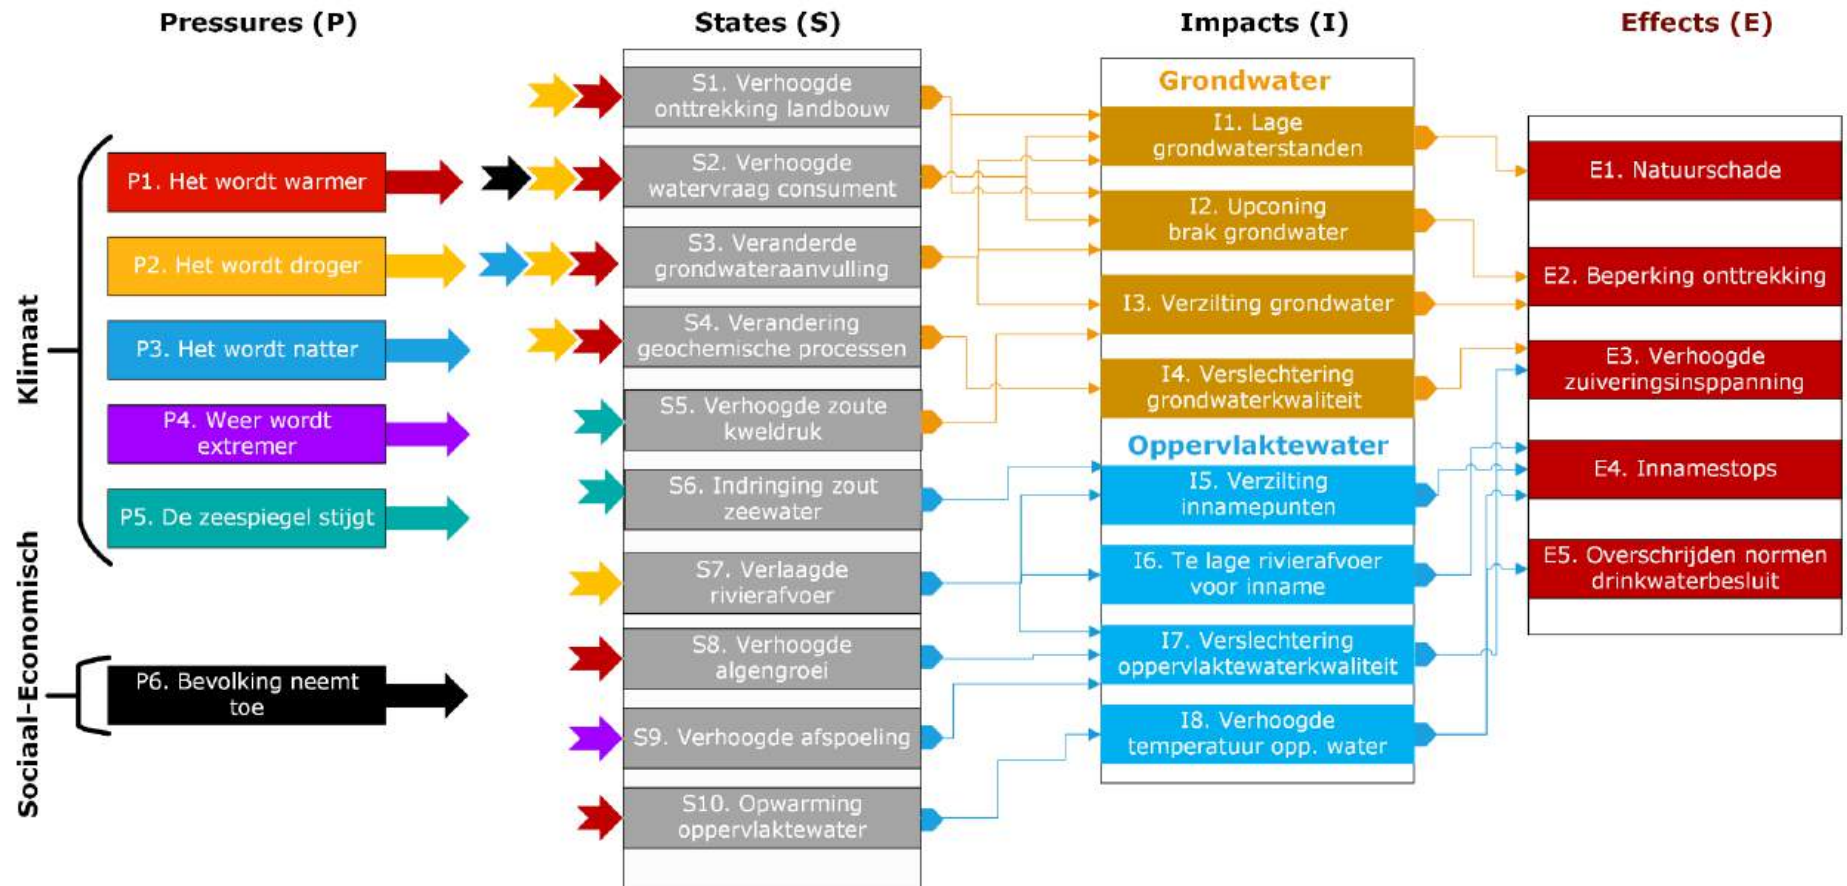 Pressures (P)
States (S)
Impacts (I)
Effects (E)
Klimaat
Sociaal-Economisch
P1. Het wordt warmer
P2. Het wordt droger
P3. Het wordt natter
P4. Weer wordt
extremer
P5. De zeespiegel stijgt
P6. Bevolking neemt
toe
S1. Verhoogde
onttrekking landbouw
S2. Verhoogde
watervraag consument
S3. Veranderde
grondwateraanvulling
S4. Verandering
geochemische processen
S5. Verhoogde zoute
kweldruk
S6. Indringing zout
zeewater
S7. Verlaagde
rivierafvoer
S8. Verhoogde
algengroei
S9. Verhoogde afspoeling
S10. Opwarming
oppervlaktewater
Grondwater
I1. Lage
grondwaterstanden
I2. Upconing
brak grondwater
I3. Verzilting grondwater
I4. Verslechtering
grondwaterkwaliteit
Oppervlaktewater
I5. Verzilting
innamepunten
I6. Te lage rivierafvoer
voor inname
I7. Verslechtering
oppervlaktewaterkwaliteit
I8. Verhoogde
temperatuur opp. water
E1. Natuurschade
E2. Beperking onttrekking
E3. Verhoogde
zuiveringsinsppanning
E4. Innamestops
E5. Overschrijden normen
drinkwaterbesluit